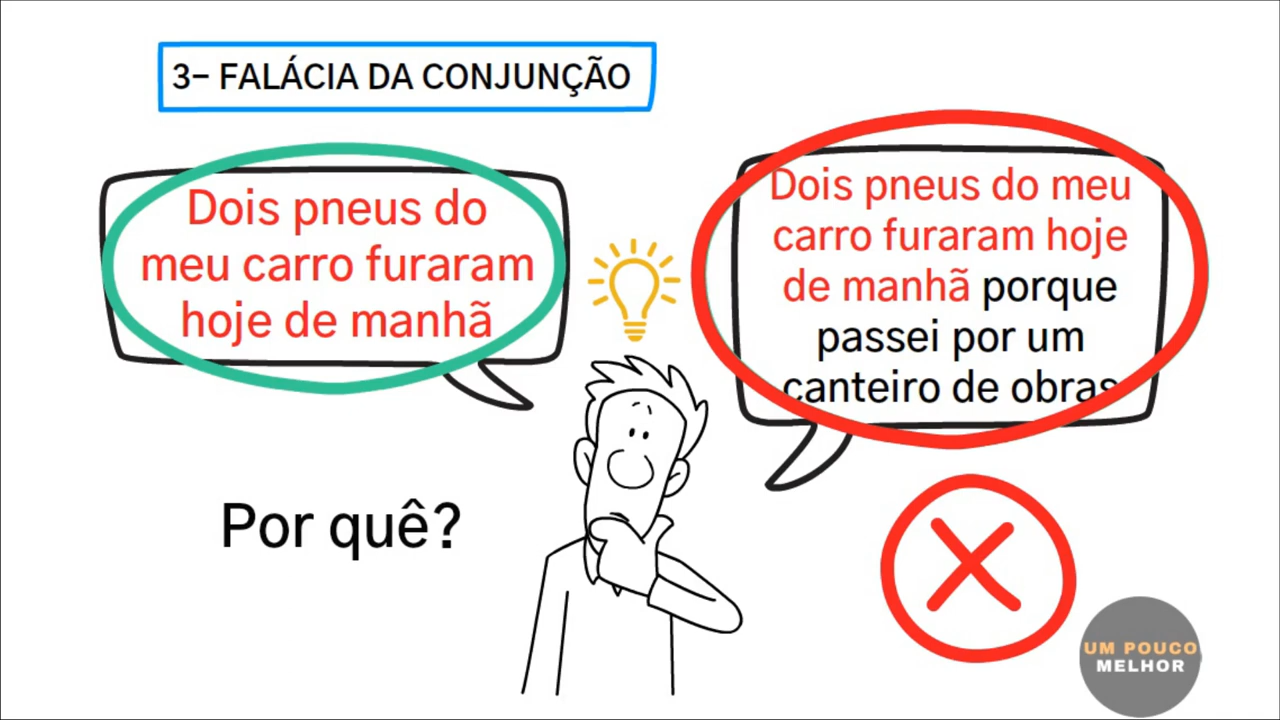 3- FALÁCIA DA CONJUNÇÃO
Dois pneus do
meu carro furaram
hoje de manhã
Dois pneus do meu
carro furaram hoje
de manhã porque
passei por um
canteiro de obras
Por quê?
UM POUCO
MELHOR